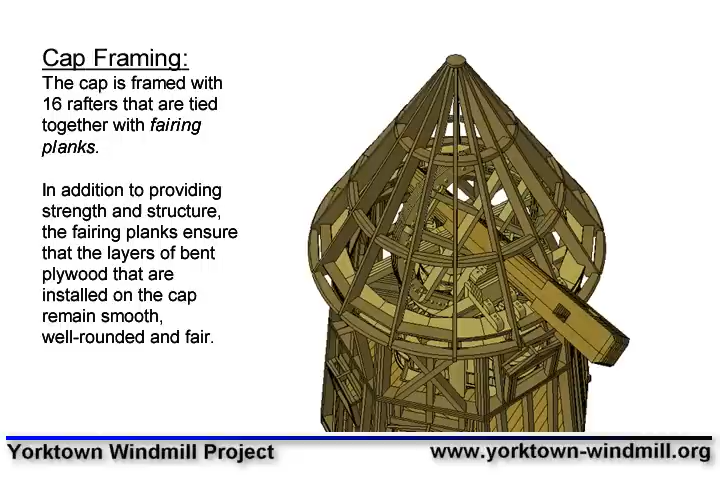 Cap Framing:
The cap is framed with
16 rafters that are tied
together with fairing
planks.
In addition to providing
strength and structure,
the fairing planks ensure
that the layers of bent
plywood that are
installed on the cap
remain smooth,
well-rounded and fair.
Yorktown Windmill Project
www.yorktown-windmill.org